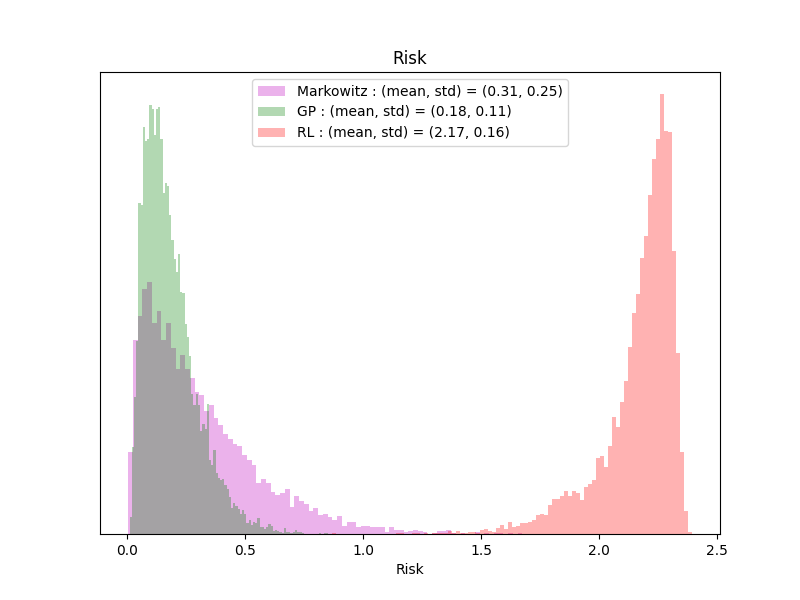 Risk
Markowitz : (mean, std) = (0.31, 0.25)
GP : (mean, std) = (0.18, 0.11)
RL : (mean, std) = (2.17, 0.16)
0.0 0.5 1.0 1.5 2.0 2.5
Risk